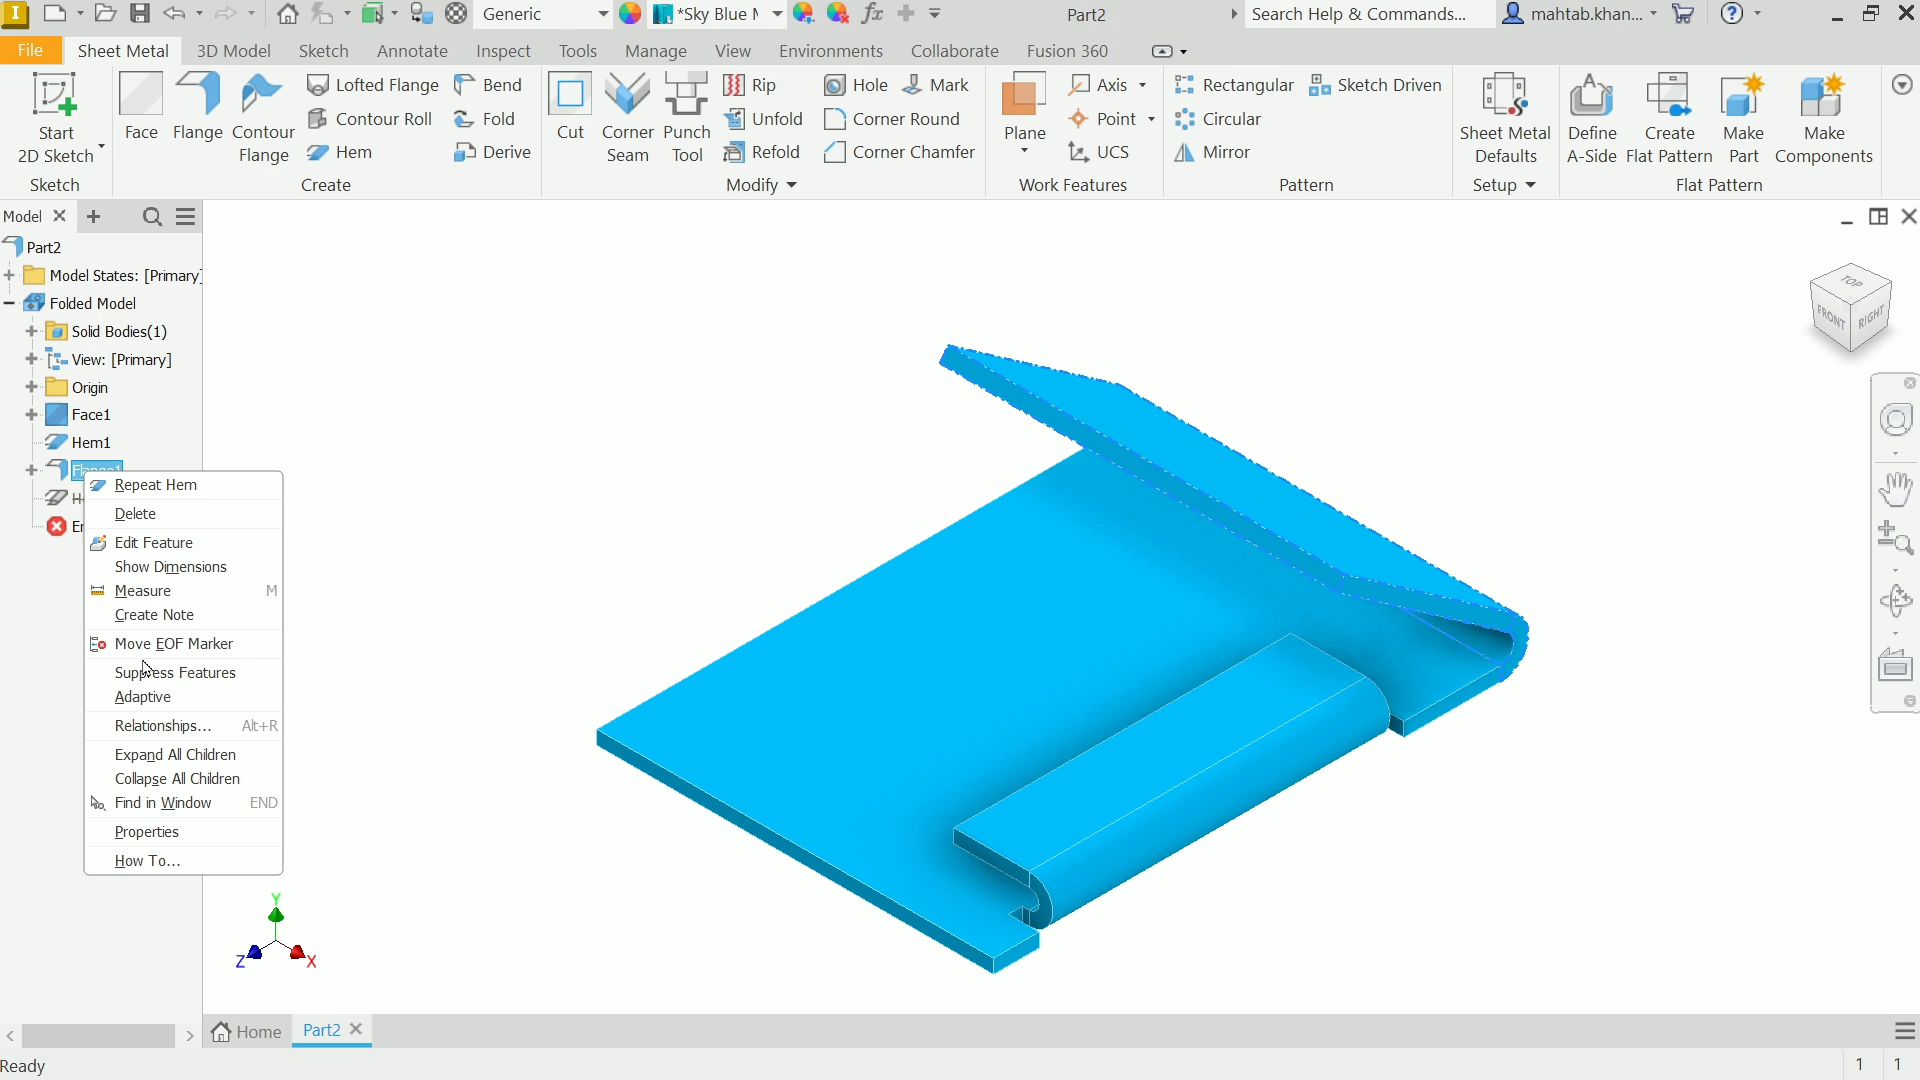 I Generic *Sky Blue M fx Part2 Search Help & Commands... mahtab.khan...
File Sheet Metal 3D Model Sketch Annotate Inspect Tools Manage View Environments Collaborate Fusion 360
Start
2D Sketch
Face
Flange
Contour
Flange
Lofted Flange
Contour Roll
Hem
Bend
Fold
Derive
Cut
Corner
Seam
Punch
Tool
Rip
Unfold
Refold
Hole
Mark
Corner Round
Corner Chamfer
Plane
Axis
Point
UCS
Rectangular
Circular
Mirror
Sketch Driven
Sheet Metal
Defaults
Define
A-Side
Create
Flat Pattern
Make
Part
Make
Components
Sketch Create Modify Work Features Pattern Setup Flat Pattern
Model
Part2
Model States: [Primary]
Folded Model
Solid Bodies(1)
View: [Primary]
Origin
Face1
Hem1
Flange1
Repeat Hem
Delete
Edit Feature
Show Dimensions
Measure M
Create Note
Move EOF Marker
Suppress Features
Adaptive
Relationships... Alt+R
Expand All Children
Collapse All Children
Find in Window END
Properties
How To...
TOP
FRONT
RIGHT
Y
Z
X
Home Part2
Ready 1 1